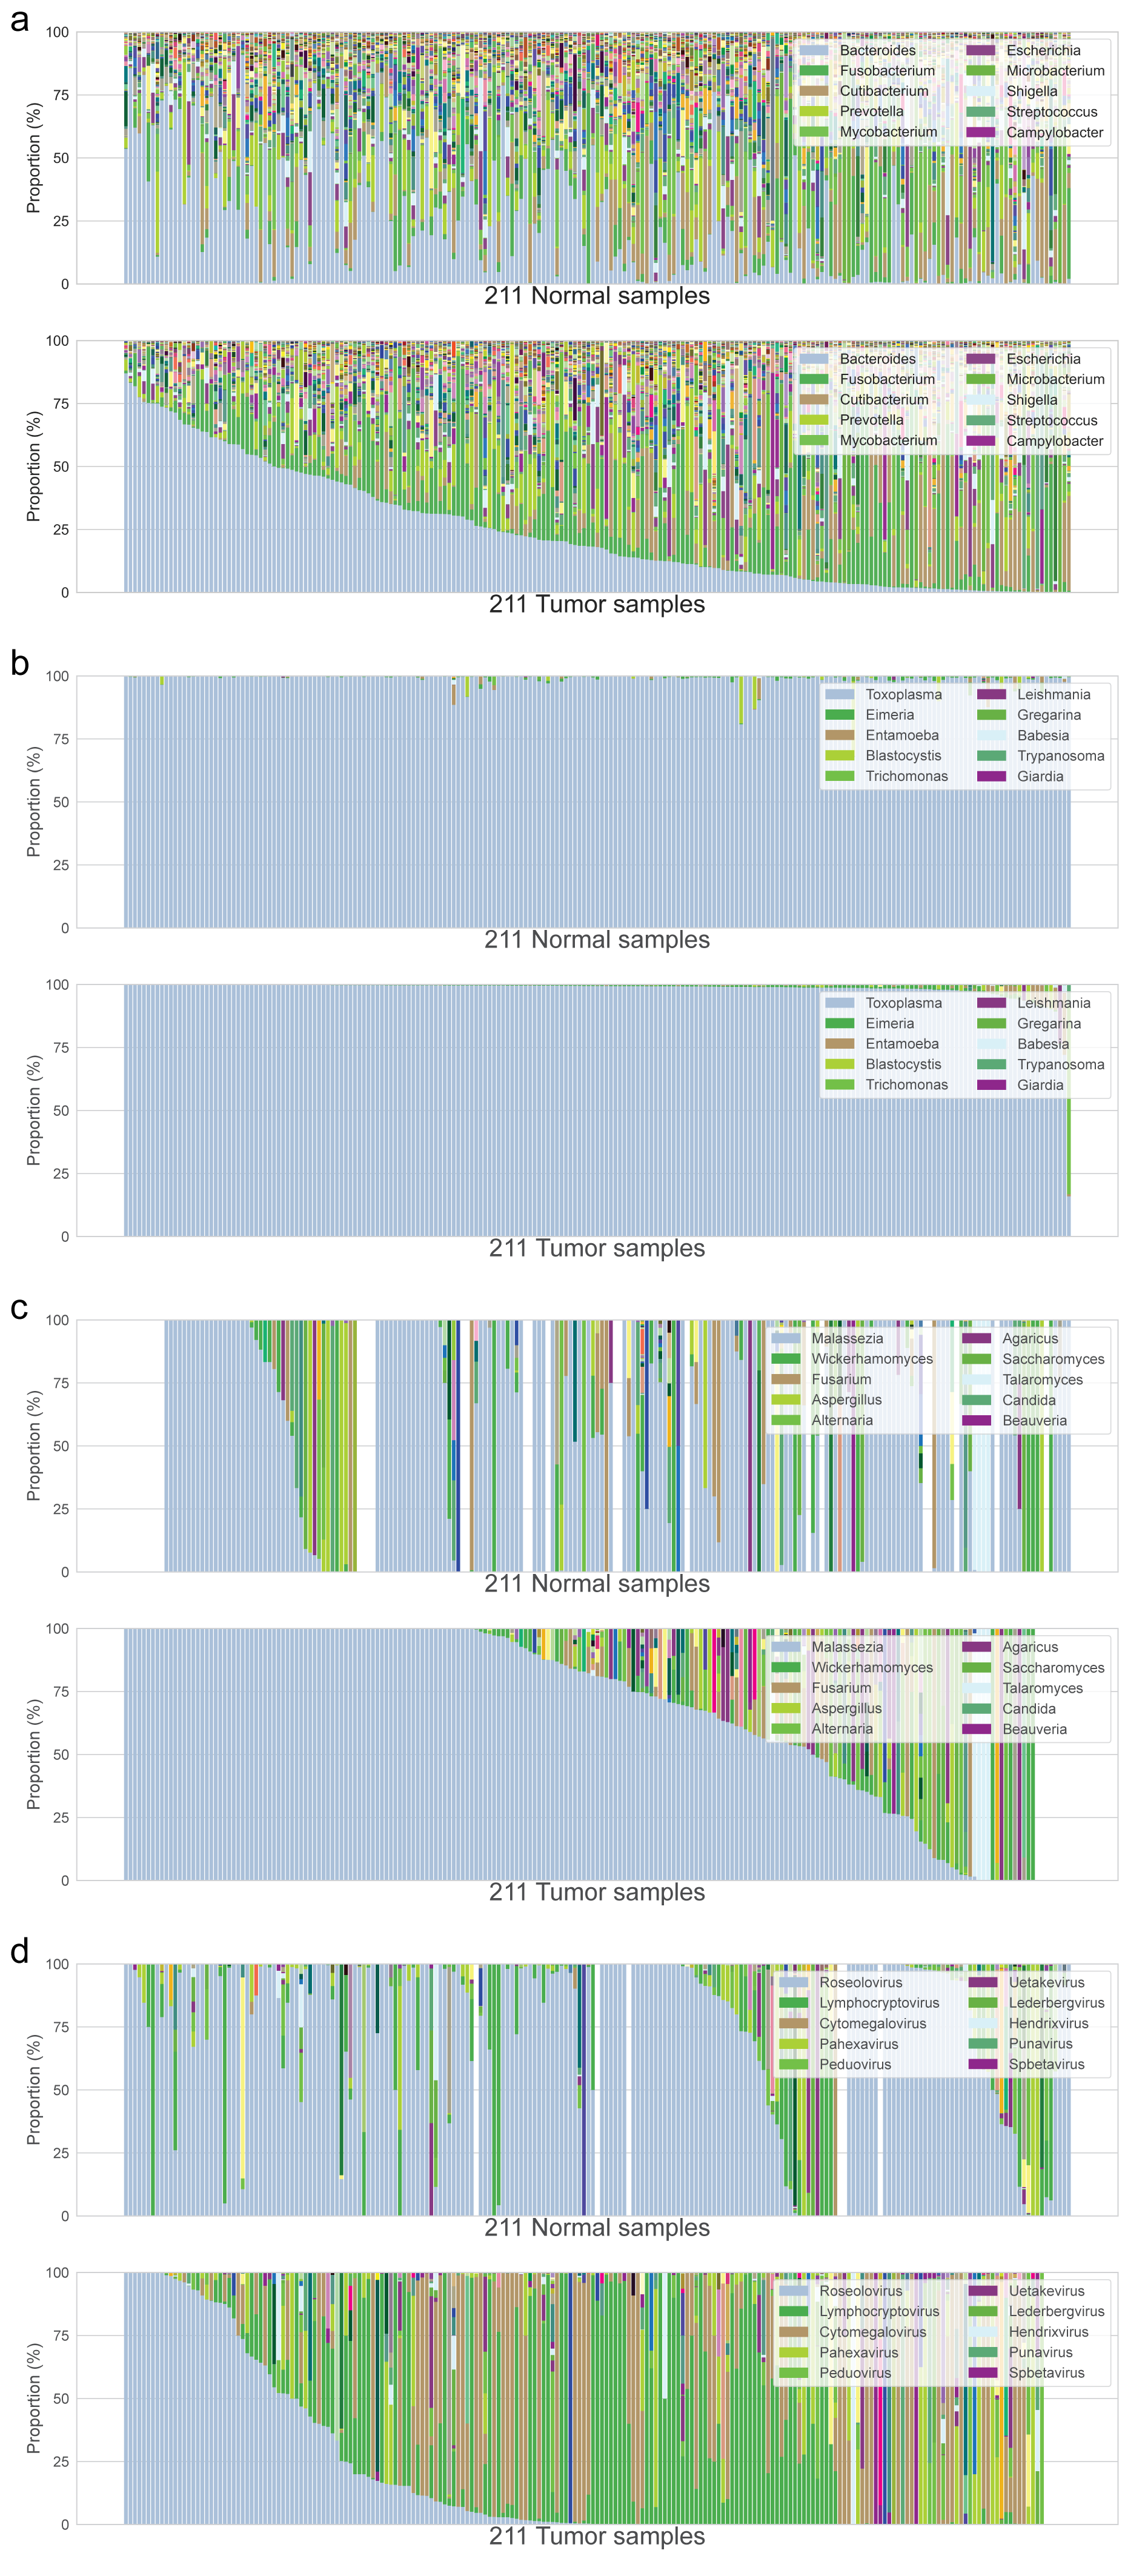 a
100
75
50
25
0
Proportion (%)
Bacteroides Escherichia
Fusobacterium Microbacterium
Cutibacterium Shigella
Prevotella Streptococcus
Mycobacterium Campylobacter
211 Normal samples
100
75
50
25
0
Proportion (%)
Bacteroides Escherichia
Fusobacterium Microbacterium
Cutibacterium Shigella
Prevotella Streptococcus
Mycobacterium Campylobacter
211 Tumor samples
b
100
75
50
25
0
Proportion (%)
Toxoplasma Leishmania
Eimeria Gregarina
Entamoeba Babesia
Blastocystis Trypanosoma
Trichomonas Giardia
211 Normal samples
100
75
50
25
0
Proportion (%)
Toxoplasma Leishmania
Eimeria Gregarina
Entamoeba Babesia
Blastocystis Trypanosoma
Trichomonas Giardia
211 Tumor samples
c
100
75
50
25
0
Proportion (%)
Malassezia Agaricus
Wickerhamomyces Saccharomyces
Fusarium Talaromyces
Aspergillus Candida
Alternaria Beauveria
211 Normal samples
100
75
50
25
0
Proportion (%)
Malassezia Agaricus
Wickerhamomyces Saccharomyces
Fusarium Talaromyces
Aspergillus Candida
Alternaria Beauveria
211 Tumor samples
d
100
75
50
25
0
Proportion (%)
Roseolovirus Uetakevirus
Lymphocryptovirus Lederbergvirus
Cytomegalovirus Hendrixvirus
Pahexavirus Punavirus
Peduovirus Spbetavirus
211 Normal samples
100
75
50
25
0
Proportion (%)
Roseolovirus Uetakevirus
Lymphocryptovirus Lederbergvirus
Cytomegalovirus Hendrixvirus
Pahexavirus Punavirus
Peduovirus Spbetavirus
211 Tumor samples